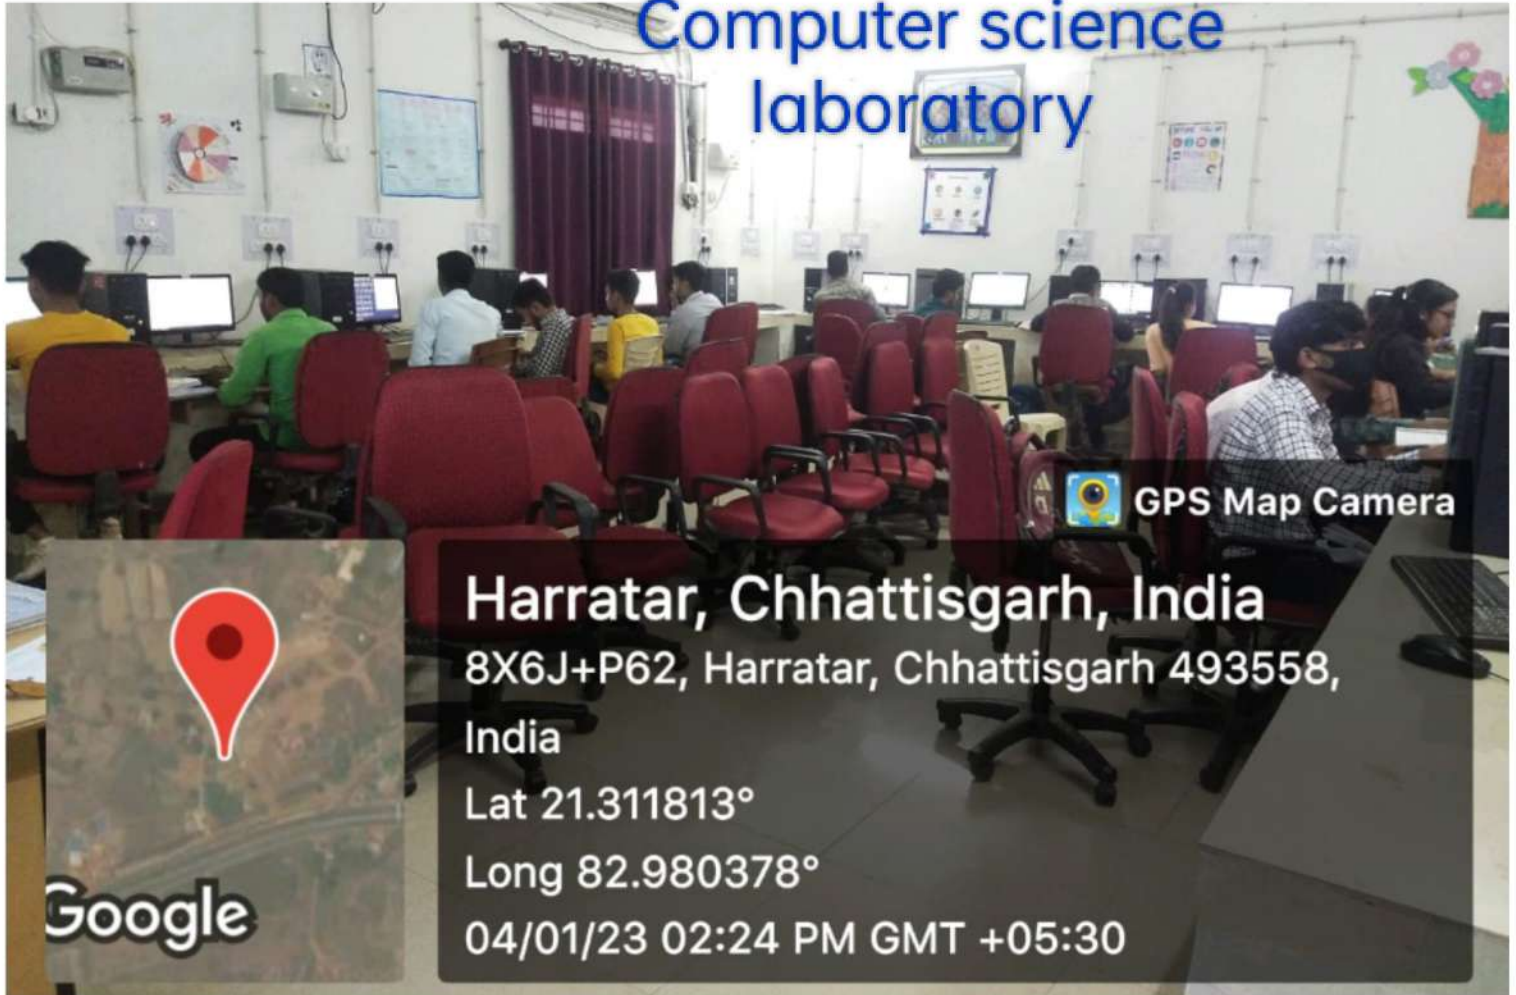 Computer science
laboratory
GPS Map Camera
Harratar, Chhattisgarh, India
8X6J+P62, Harratar, Chhattisgarh 493558,
India
Lat 21.311813°
Long 82.980378°
04/01/23 02:24 PM GMT +05:30
Google